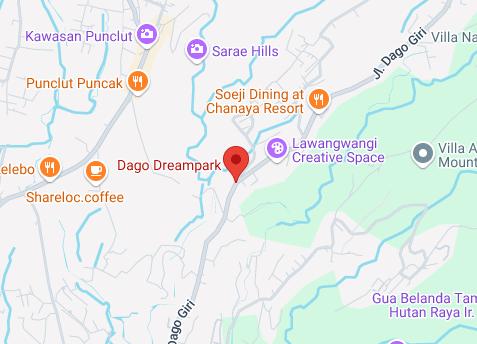 Kawasan Punclut
Sarae Hills
Villa Na
Jl. Dago Giri
Punclut Puncak
Soeji Dining at
Chanaya Resort
Lawangwangi
Creative Space
Dago Dreampark
Villa A
Mount
elebo
Shareloc.coffee
Dago Giri
Gua Belanda Tam
Hutan Raya Ir.